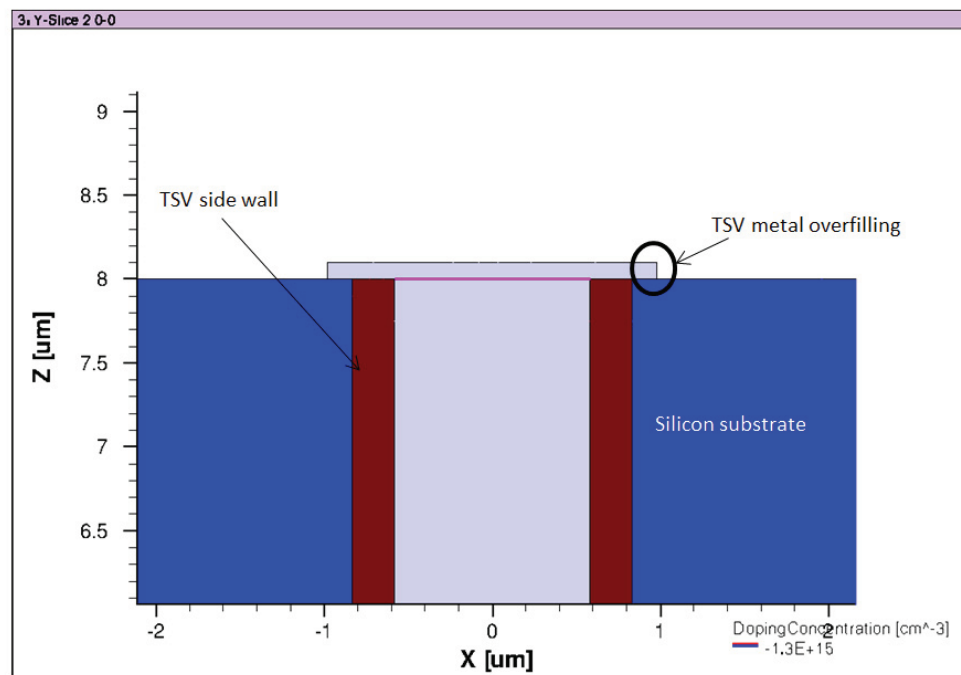 3: Y-Slice 2 0-0
9
8.5
8
7.5
7
6.5
Z [um]
TSV side wall
TSV metal overfilling
Silicon substrate
-2
-1
0
1
2
X [um]
DopingConcentration [cm^-3]
-1.3E+15